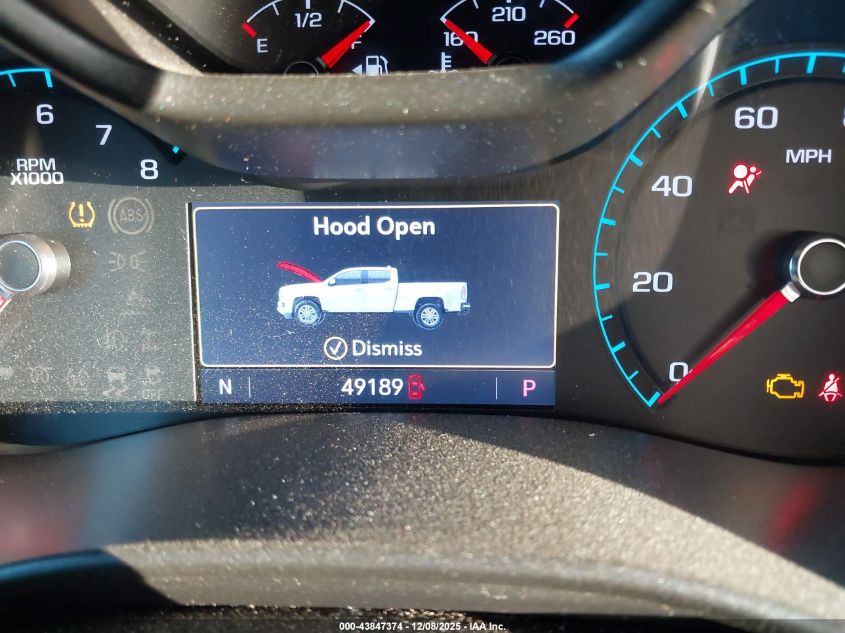 1/2
E F
210
160 260
6
7
8
RPM
X1000
ABS
Hood Open
Dismiss
N 49189 P
60
MPH
40
20
0
000-43847374 | 12/08/2025 | IAA Inc.